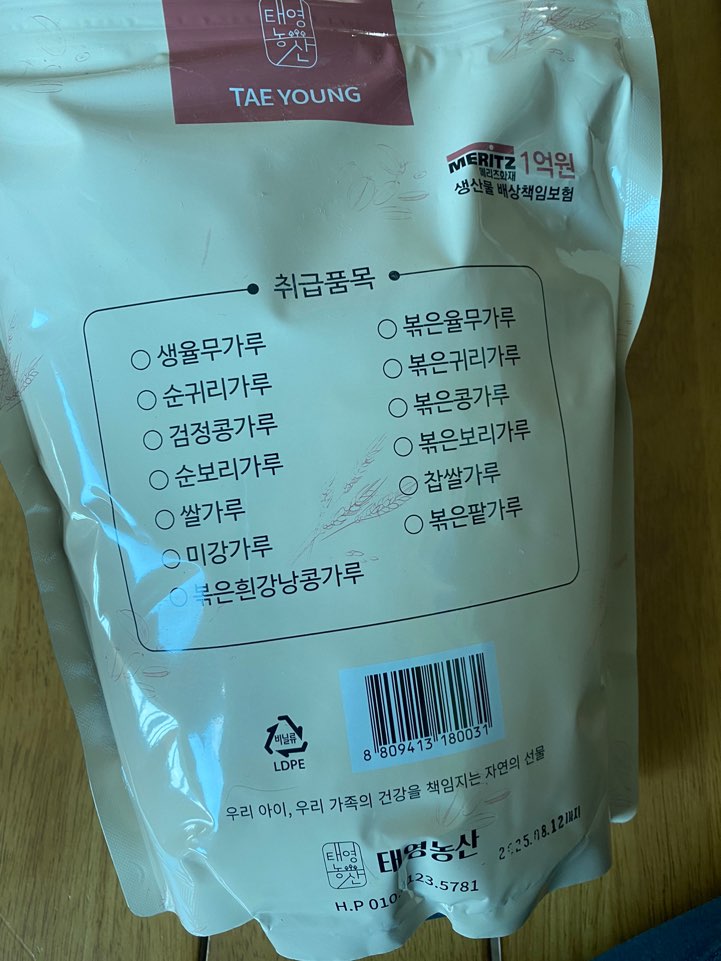 태영
농산
TAE YOUNG
MERITZ 1억원
메리츠화재
생산물 배상책임보험
취급품목
생율무가루
순귀리가루
검정콩가루
순보리가루
쌀가루
미강가루
볶은흰강낭콩가루
볶은율무가루
볶은귀리가루
볶은콩가루
볶은보리가루
찹쌀가루
볶은팥가루
비닐류
LDPE
8 809413 180031
우리 아이, 우리 가족의 건강을 책임지는 자연의 선물
태영
농산
태영농산
2025.08.12까지
H.P 010 123.5781